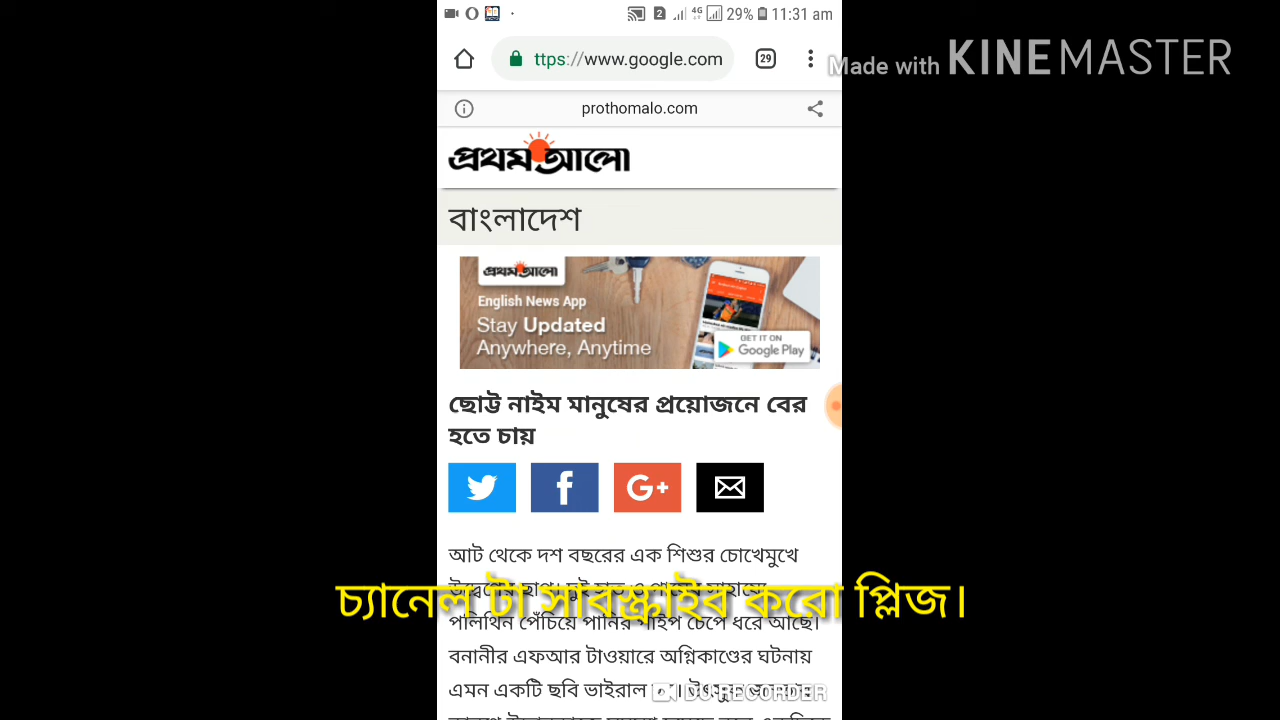 29% 11:31 am
ttps://www.google.com
29
Made with KINEMASTER
prothomalo.com
প্রথম আলো
বাংলাদেশ
প্রথম আলো
English News App
Stay Updated
Anywhere, Anytime
GET IT ON
Google Play
ছোট্ট নাইম মানুষের প্রয়োজনে বের
হতে চায়
আট থেকে দশ বছরের এক শিশুর চোখেমুখে
চ্যানেল টা সাবস্ক্রাইব করো প্লিজ।
পলিথিন পেঁচিয়ে পানির পাইপ চেপে ধরে আছে।
বনানীর এফআর টাওয়ারে অগ্নিকাণ্ডের ঘটনায়
এমন একটি ছবি ভাইরাল
DU RECORDER